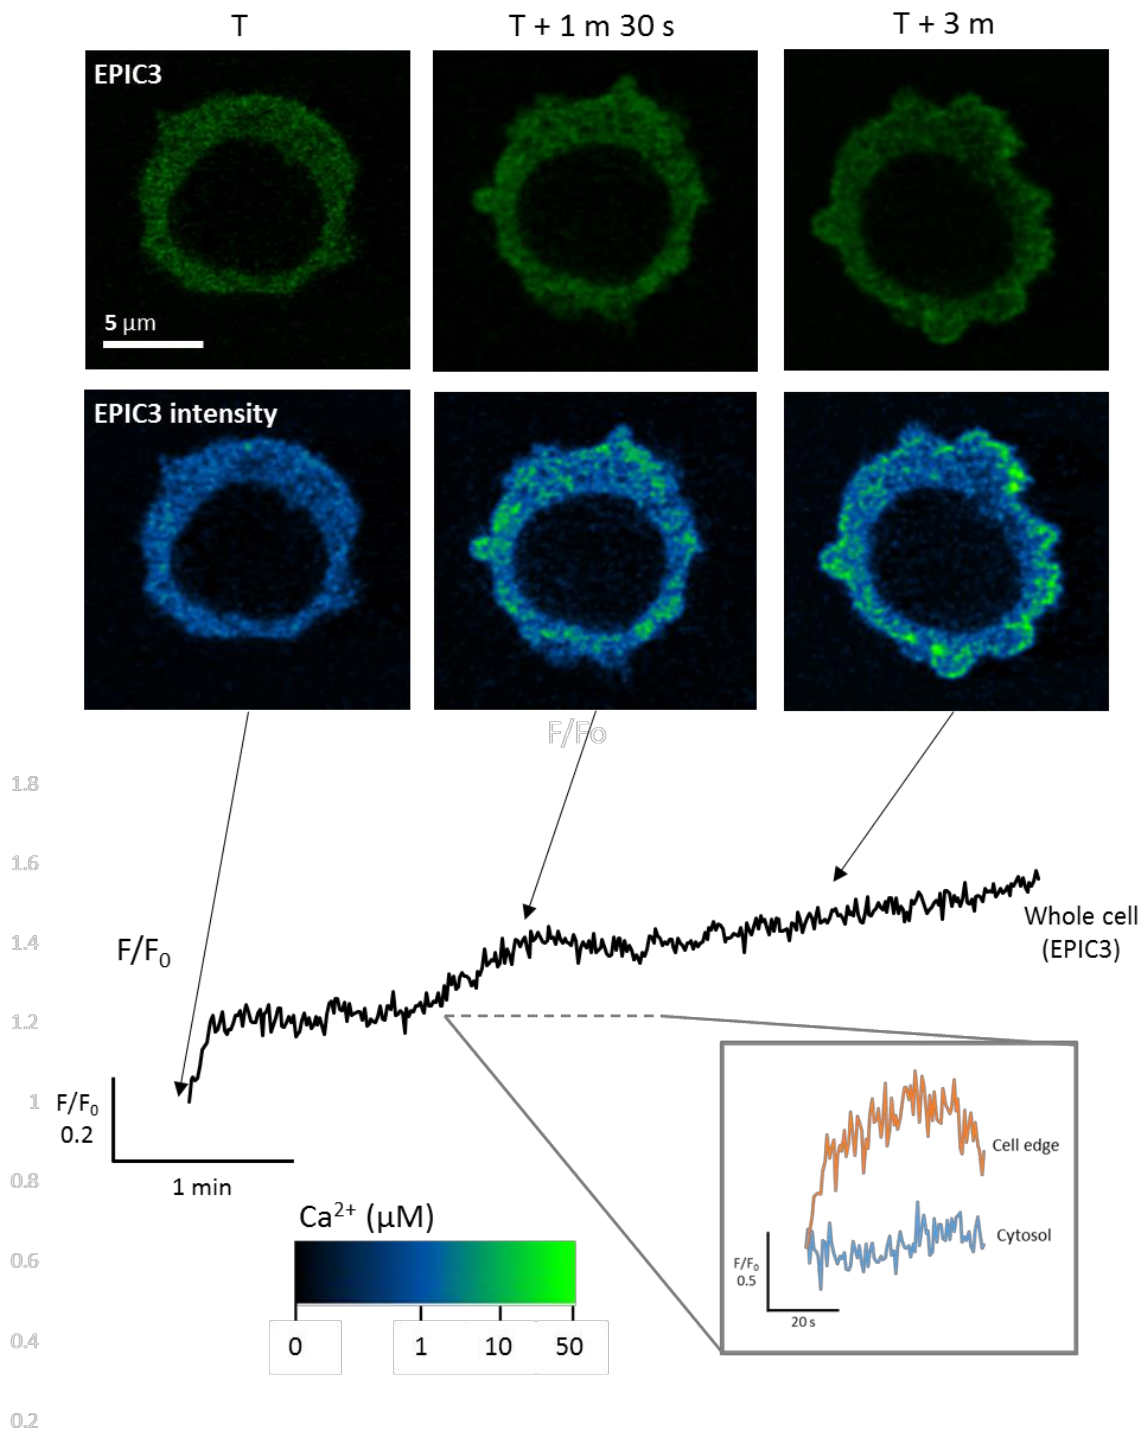 T
T + 1 m 30 s
T + 3 m
EPIC3
5 μm
EPIC3 intensity
F/Fo
1.8
1.6
1.4
1.2
1
0.8
0.6
0.4
0.2
F/F₀
Whole cell
(EPIC3)
F/F₀
0.2
1 min
Cell edge
Cytosol
F/F₀
0.5
20 s
Ca²⁺ (μM)
0 1 10 50